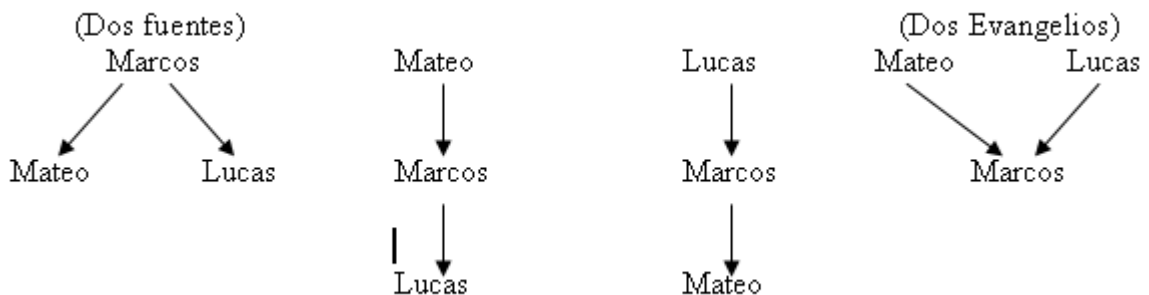 (Dos fuentes)
Marcos
Mateo
Lucas
Mateo
Marcos
Lucas
Lucas
Marcos
Mateo
(Dos Evangelios)
Mateo
Lucas
Marcos